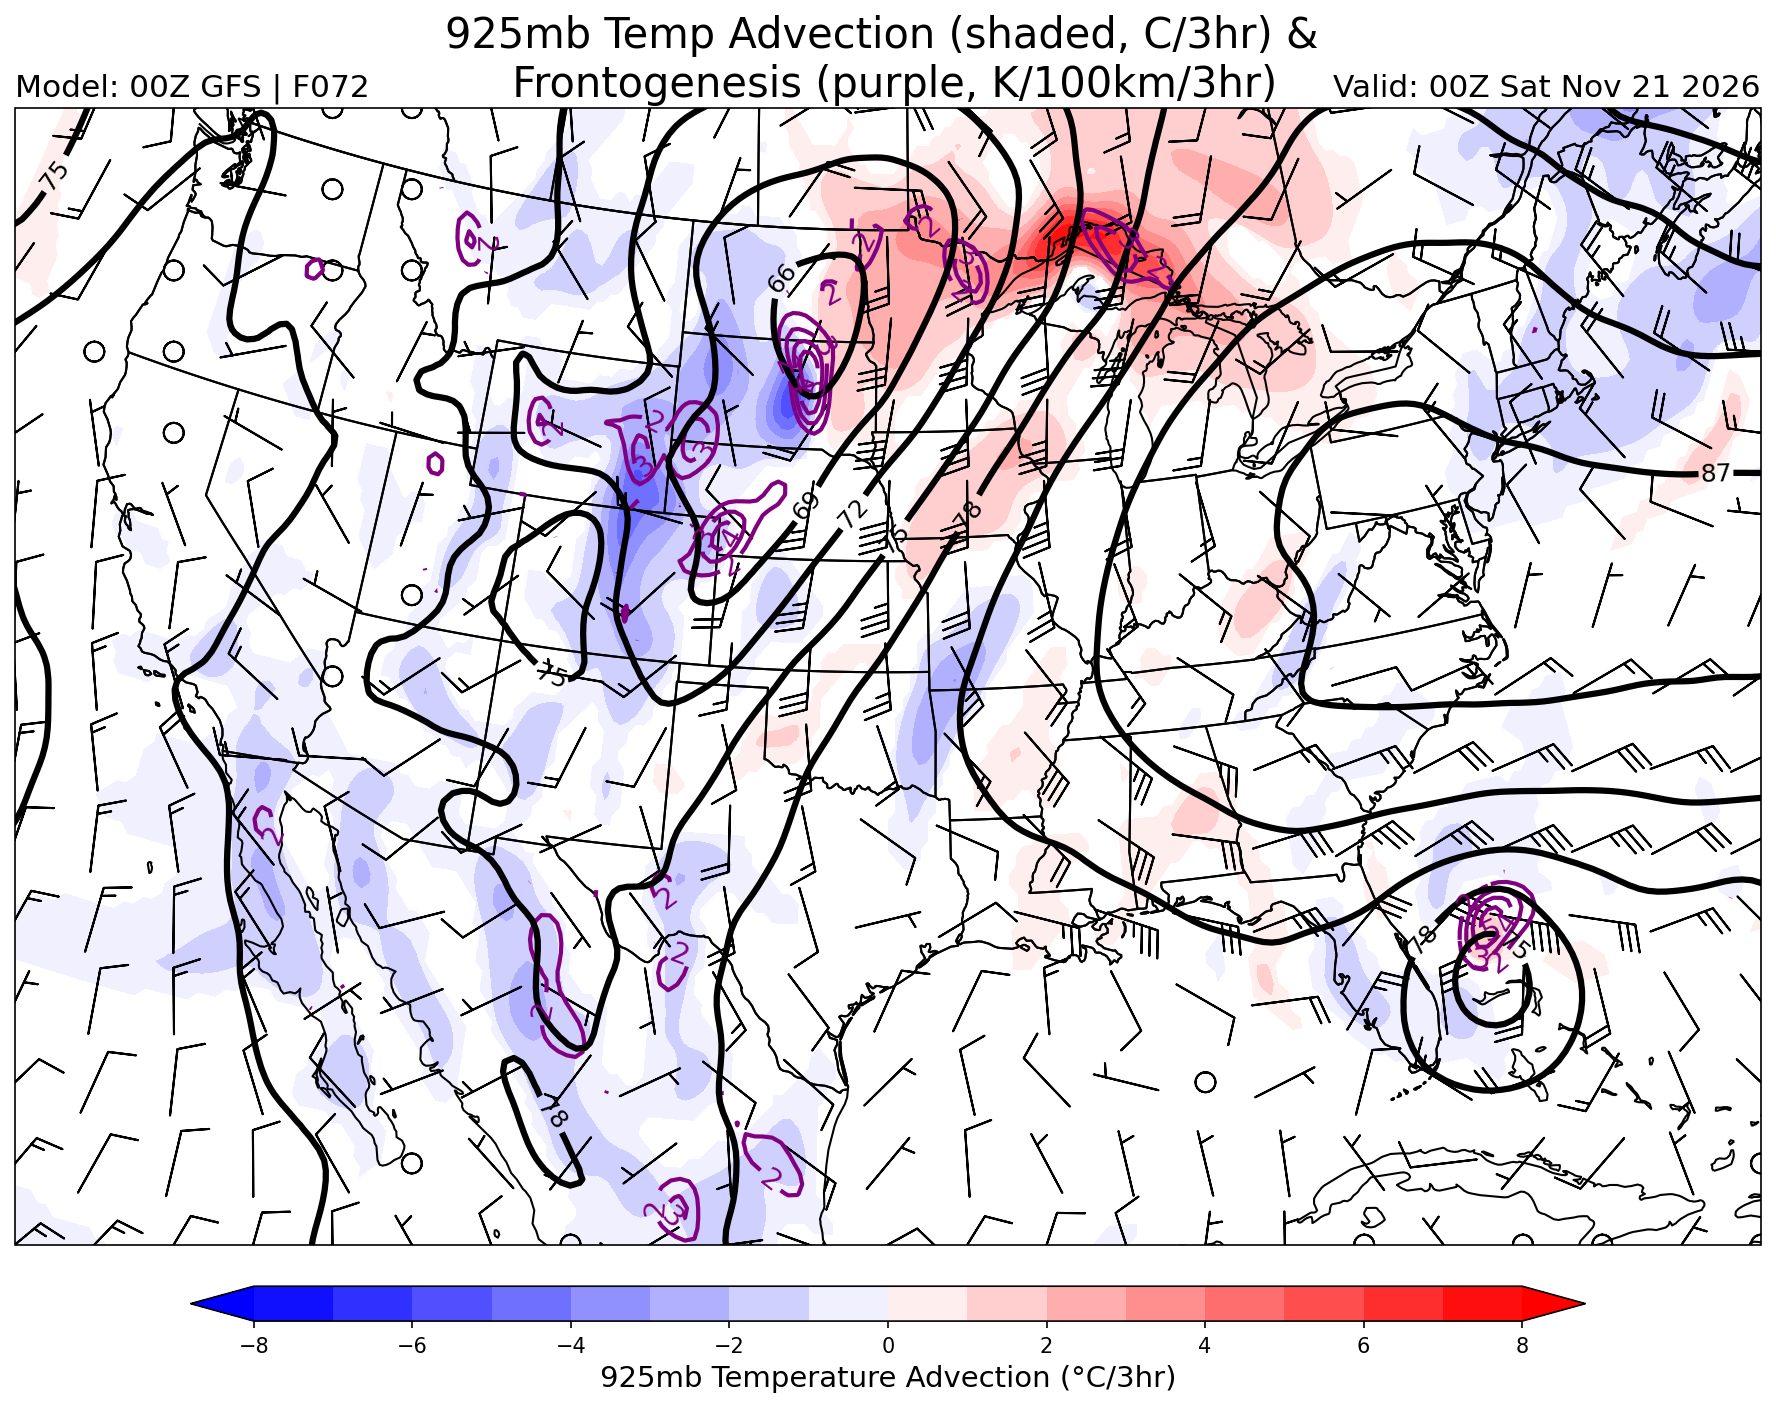 925mb Temp Advection (shaded, C/3hr) &
Model: 00Z GFS | F072 Frontogenesis (purple, K/100km/3hr) Valid: 00Z Sat Nov 21 2026
75
66
87
69
72
78
75
78
−8 −6 −4 −2 0 2 4 6 8
925mb Temperature Advection (°C/3hr)